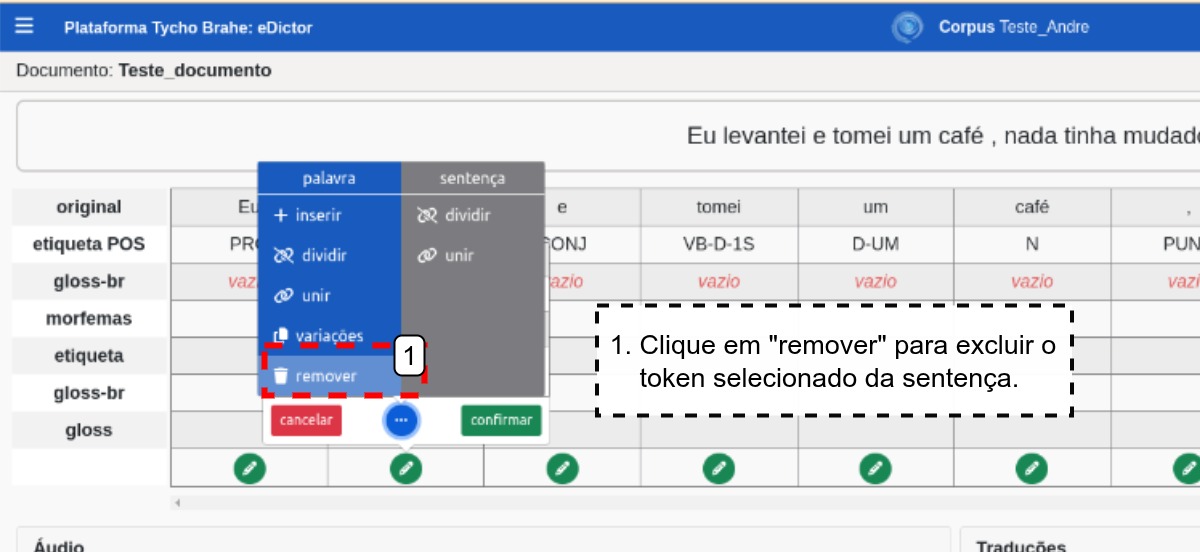 Plataforma Tycho Brahe: eDictor
Corpus Teste_Andre
Documento: Teste_documento
Eu levantei e tomei um café , nada tinha mudad
palavra sentença
original Eu e tomei um café ,
inserir dividir
etiqueta POS PR ONJ VB-D-1S D-UM N PUN
dividir unir
gloss-br vaz azio vazio vazio vazio vazi
unir
morfemas
variações
1
etiqueta
1. Clique em "remover" para excluir o
token selecionado da sentença.
remover
gloss-br
cancelar ... confirmar
gloss
Áudio Traduções